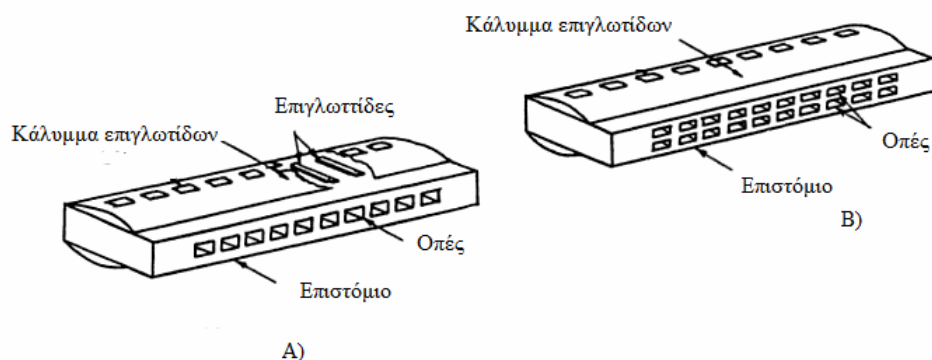 Κάλυμμα επιγλωτίδων
Επιγλωττίδες
Κάλυμμα επιγλωτίδων
Οπές
Επιστόμιο
Β)
Οπές
Επιστόμιο
Α)